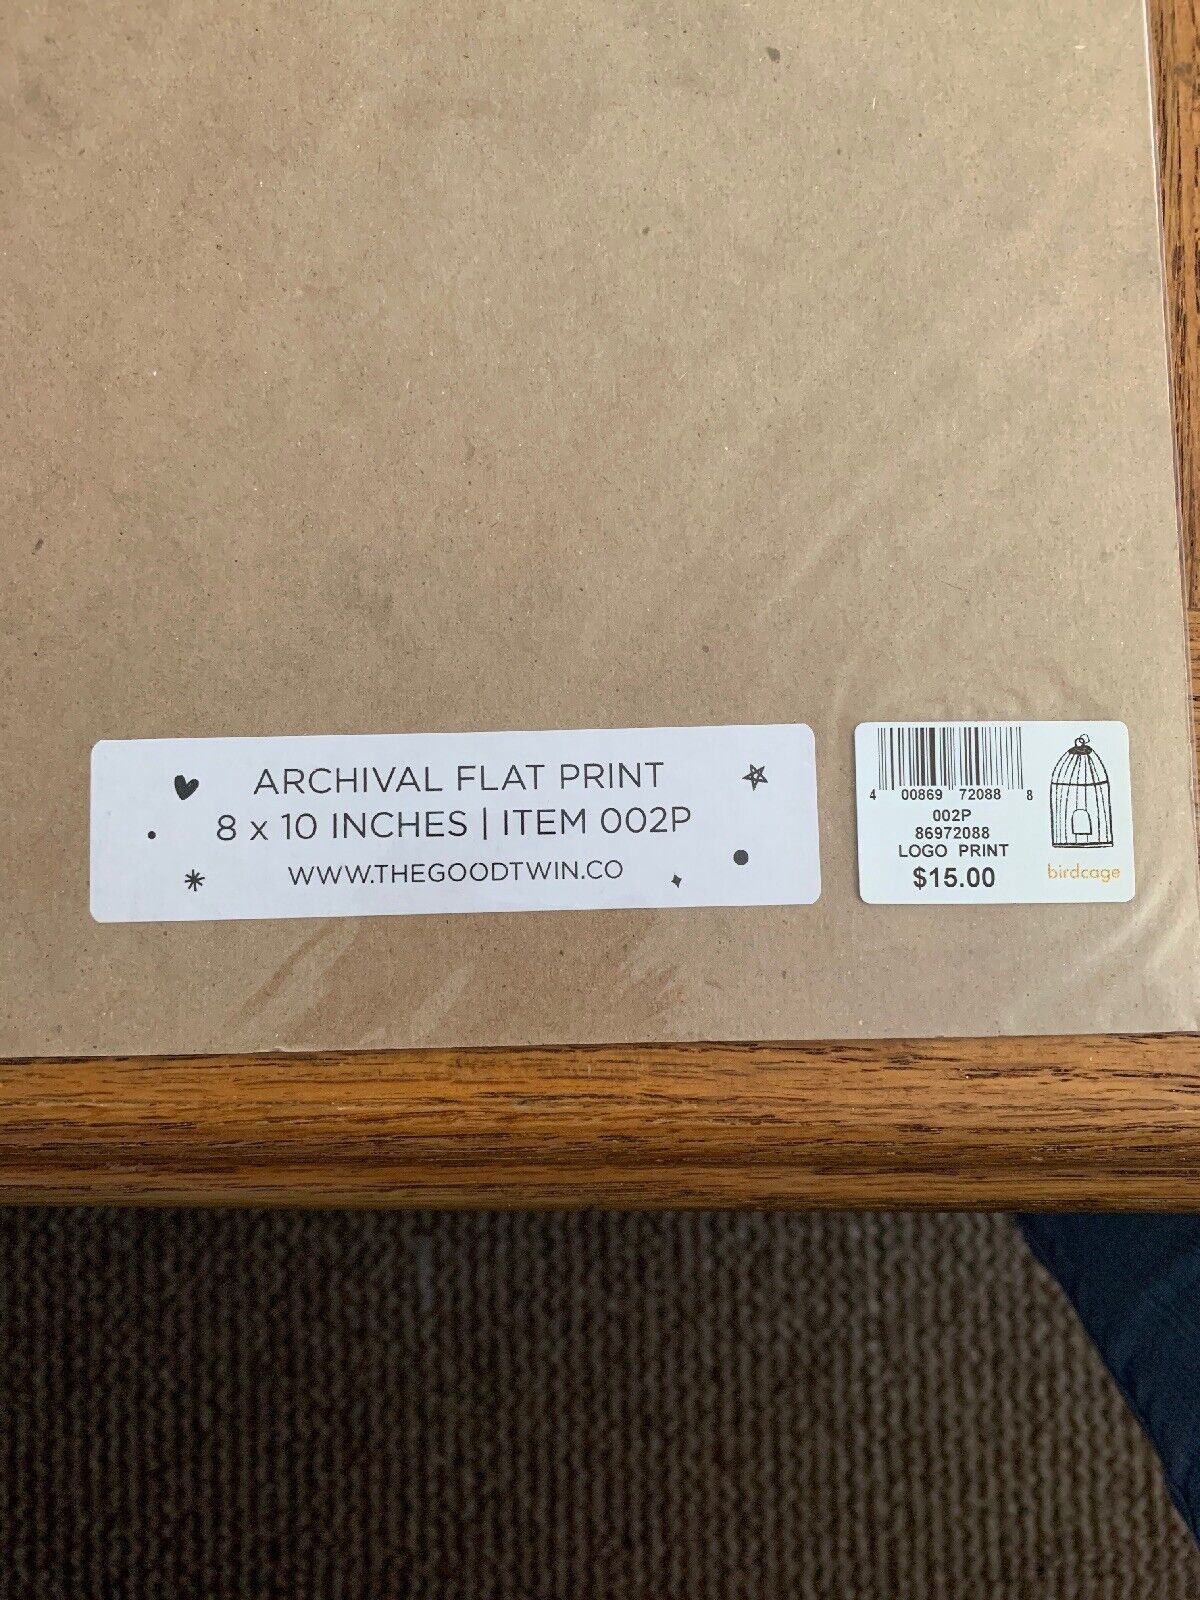 ARCHIVAL FLAT PRINT
8 x 10 INCHES | ITEM 002P
WWW.THEGOODTWIN.CO
4 00869 72088 8
002P
86972088
LOGO PRINT
$15.00
birdcage